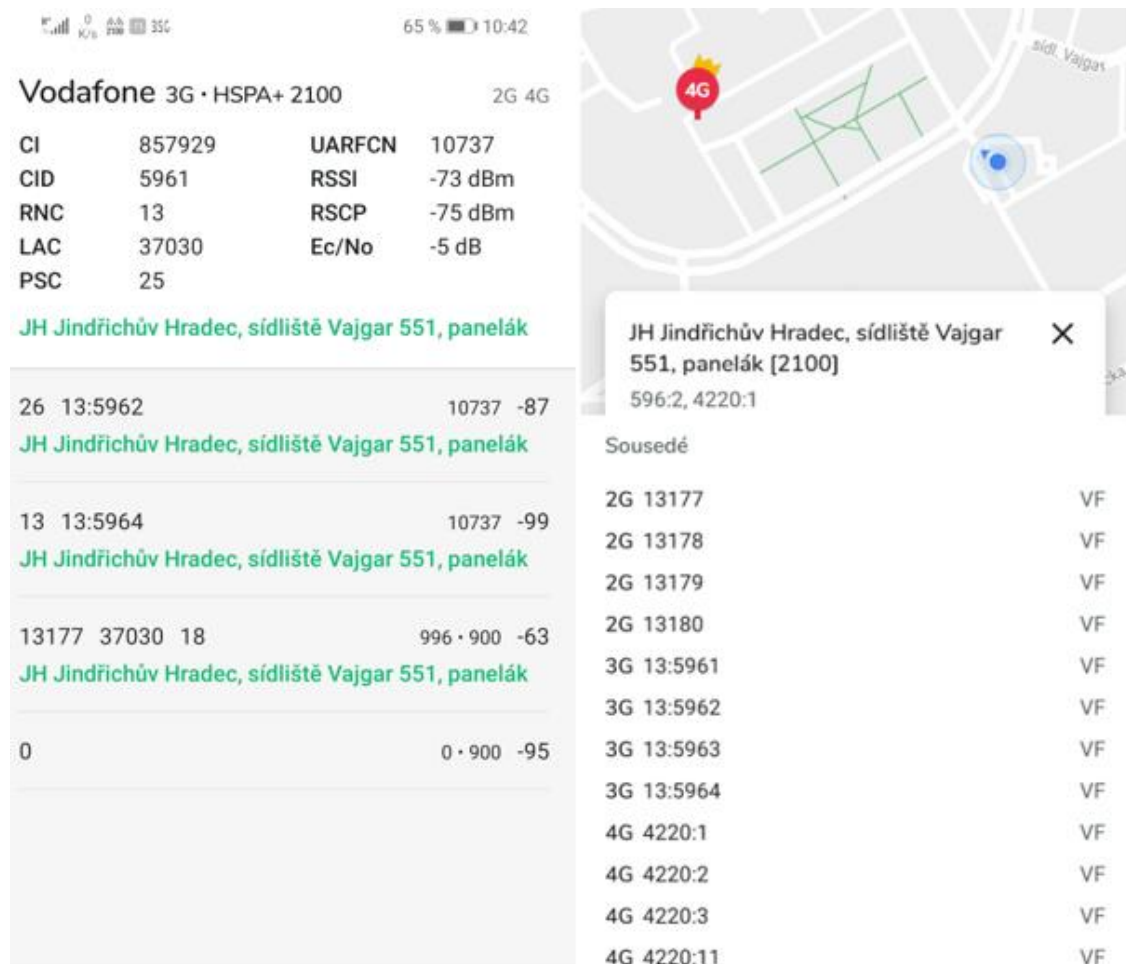 0 K/s 2100 35G 65 % 10:42
Vodafone 3G • HSPA+ 2100 2G 4G
CI 857929 UARFCN 10737
CID 5961 RSSI -73 dBm
RNC 13 RSCP -75 dBm
LAC 37030 Ec/No -5 dB
PSC 25
JH Jindřichův Hradec, sídliště Vajgar 551, panelák
26 13:5962 10737 -87
JH Jindřichův Hradec, sídliště Vajgar 551, panelák
13 13:5964 10737 -99
JH Jindřichův Hradec, sídliště Vajgar 551, panelák
13177 37030 18 996 • 900 -63
JH Jindřichův Hradec, sídliště Vajgar 551, panelák
0 0 • 900 -95
sídl. Vajgar
4G
JH Jindřichův Hradec, sídliště Vajgar
551, panelák [2100]
596:2, 4220:1
Sousedé
2G 13177 VF
2G 13178 VF
2G 13179 VF
2G 13180 VF
3G 13:5961 VF
3G 13:5962 VF
3G 13:5963 VF
3G 13:5964 VF
4G 4220:1 VF
4G 4220:2 VF
4G 4220:3 VF
4G 4220:11 VF